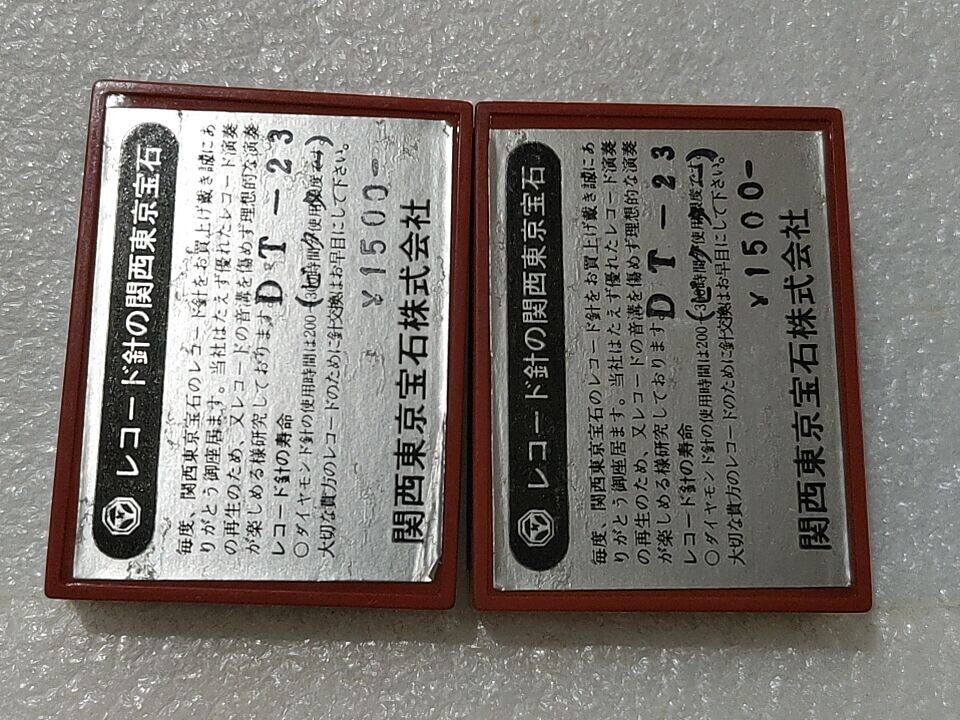 レコード針の関西東京宝石
毎度、関西東京宝石のレコード針をお買上げ戴き誠にあ
りがとう御座居ます。当社はたえず優れたレコード演奏
の再生のため、又レコードの音溝を傷めず理想的な演奏
が楽しめる様研究しております
DT-23
レコード針の寿命
○ダイヤモンド針の使用時間は200
時間
使用限度です。
大切な貴方のレコードのために針交換はお早目にして下さい。
¥1500-
関西東京宝石株式会社
レコード針の関西東京宝石
毎度、関西東京宝石のレコード針をお買上げ戴き誠にあ
りがとう御座居ます。当社はたえず優れたレコード演奏
の再生のため、又レコードの音溝を傷めず理想的な演奏
が楽しめる様研究しております
DT-23
レコード針の寿命
○ダイヤモンド針の使用時間は200
時間
使用限度
大切な貴方のレコードのために針交換はお早目にして下さい。
¥1500-
関西東京宝石株式会社